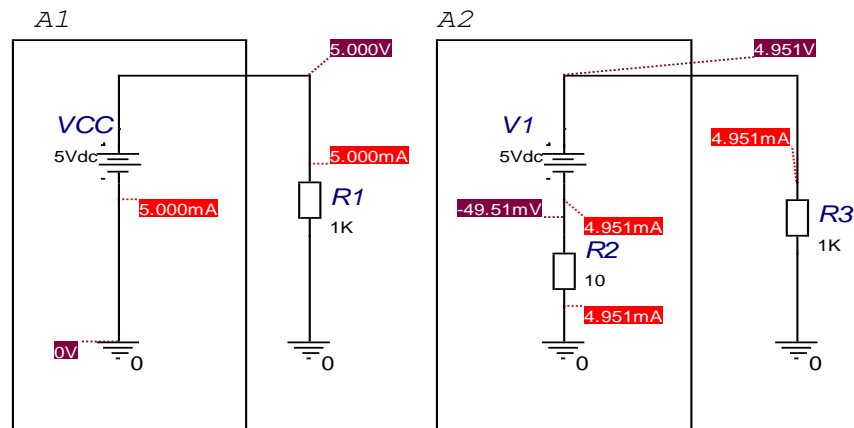 A1
5.000V
VCC
5Vdc
5.000mA
5.000mA
R1
1K
0V
0
0
A2
4.951V
V1
5Vdc
4.951mA
-49.51mV
4.951mA
R3
1K
R2
10
4.951mA
0
0